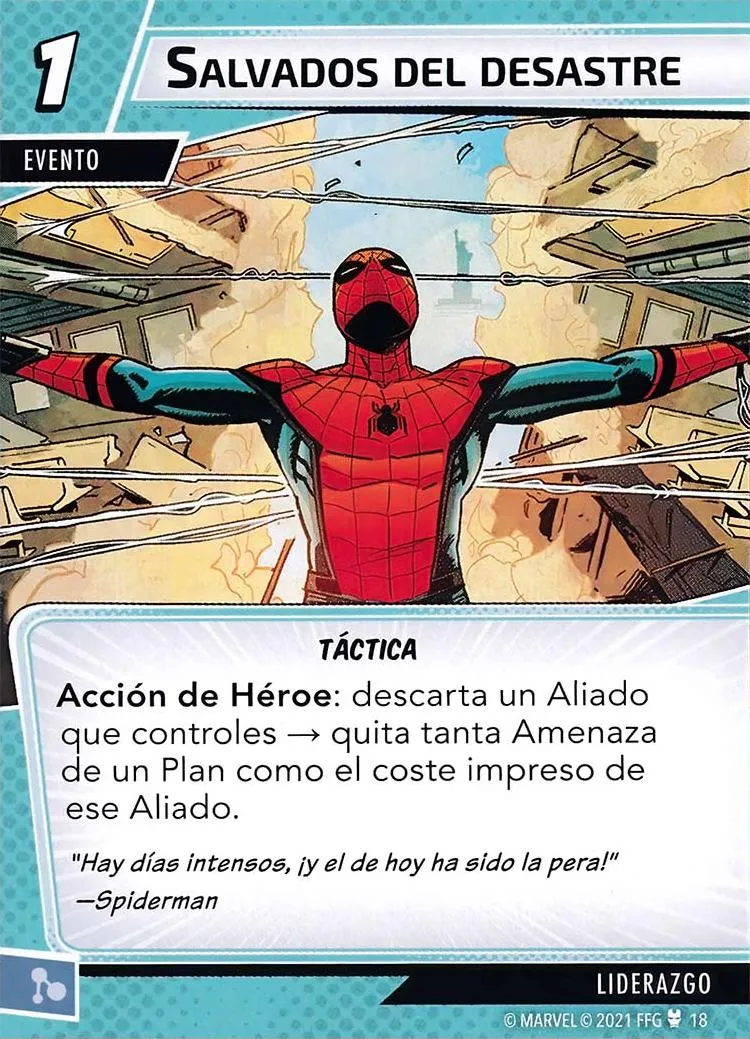 1
SALVADOS DEL DESASTRE
EVENTO
TÁCTICA
Acción de Héroe: descarta un Aliado
que controles → quita tanta Amenaza
de un Plan como el coste impreso de
ese Aliado.
"Hay días intensos, ¡y el de hoy ha sido la pera!"
—Spiderman
LIDERAZGO
© MARVEL © 2021 FFG 18